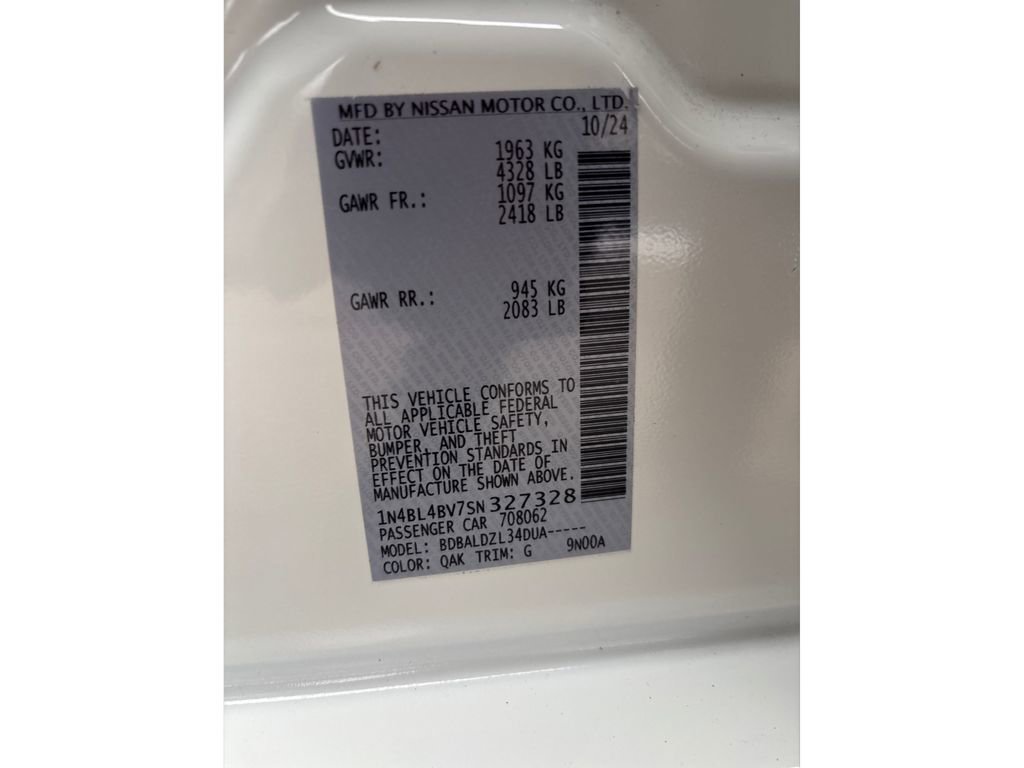 MFD BY NISSAN MOTOR CO., LTD.
DATE: 10/24
GVWR: 1963 KG
4328 LB
GAWR FR.: 1097 KG
2418 LB
GAWR RR.: 945 KG
2083 LB
THIS VEHICLE CONFORMS TO
ALL APPLICABLE FEDERAL
MOTOR VEHICLE SAFETY,
BUMPER, AND THEFT
PREVENTION STANDARDS IN
EFFECT ON THE DATE OF
MANUFACTURE SHOWN ABOVE.
1N4BL4BV7SN327328
PASSENGER CAR 708062
MODEL: BDBALDZL34DUA-----
COLOR: QAK TRIM: G 9N00A